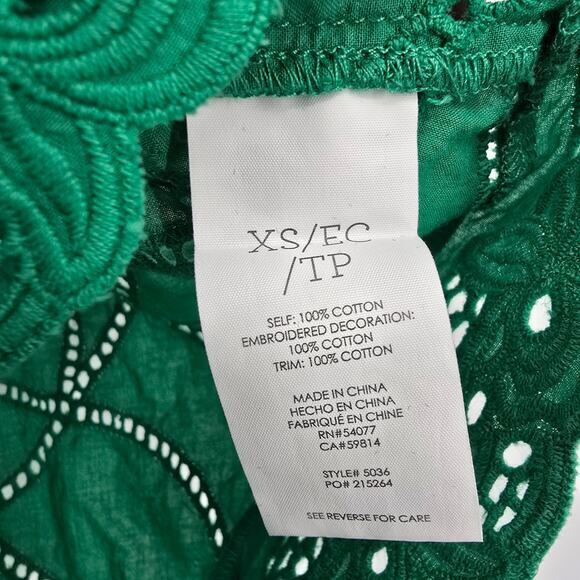 XS/EC
/TP
SELF: 100% COTTON
EMBROIDERED DECORATION:
100% COTTON
TRIM: 100% COTTON
MADE IN CHINA
HECHO EN CHINA
FABRIQUÉ EN CHINE
RN#54077
CA#59814
STYLE# 5036
PO# 215264
SEE REVERSE FOR CARE